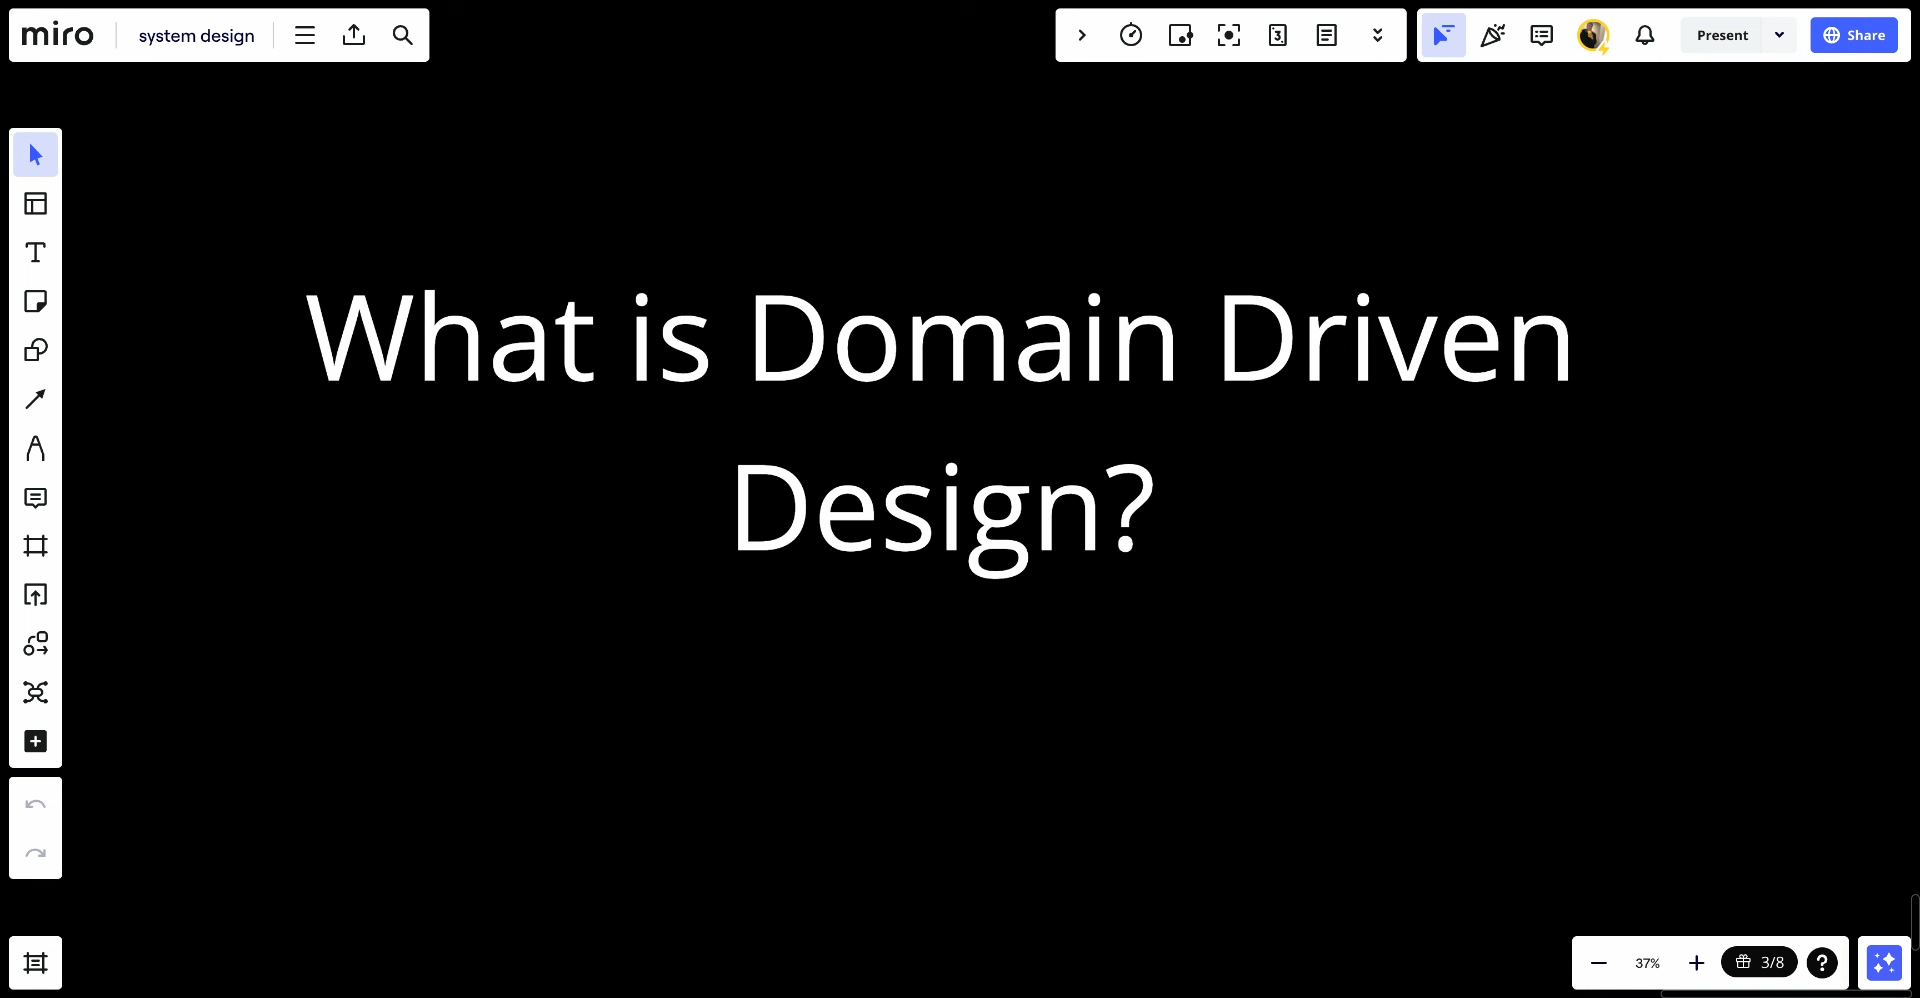 miro
system design
Present
Share
What is Domain Driven
Design?
37%
3/8
?